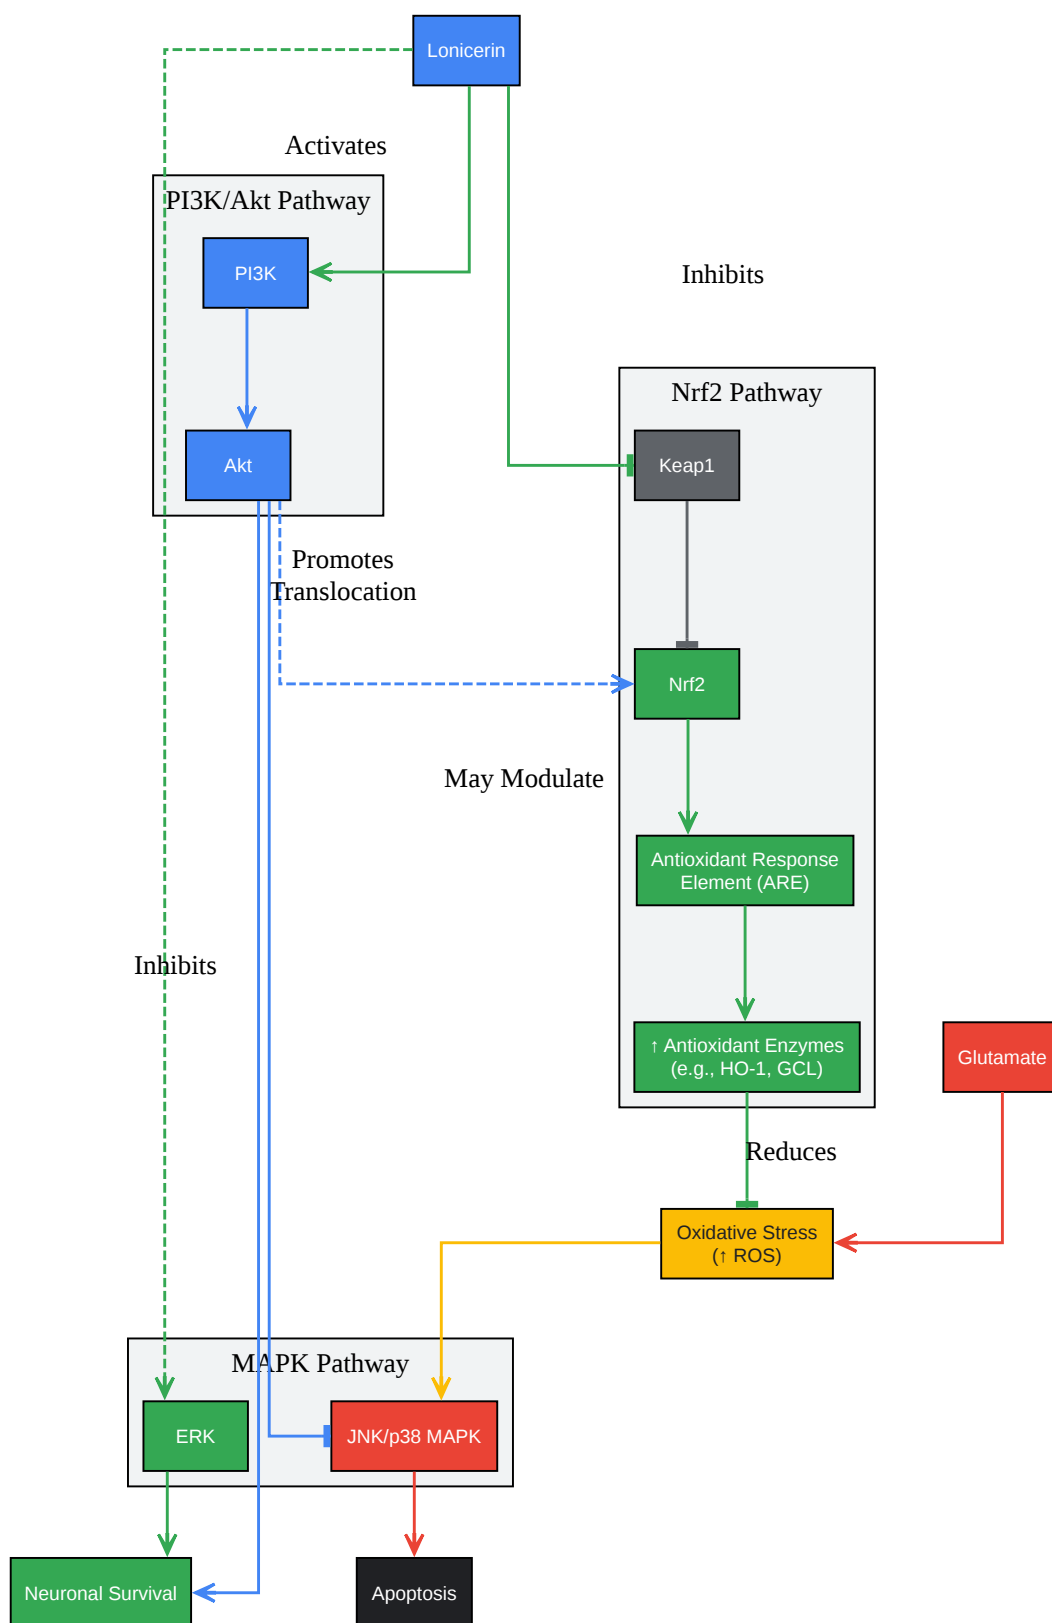 Lonicerin
Activates
PI3K/Akt Pathway
PI3K
Inhibits
Nrf2 Pathway
Akt
Keap1
Promotes
Translocation
Nrf2
May Modulate
Antioxidant Response
Element (ARE)
Inhibits
↑ Antioxidant Enzymes
(e.g., HO-1, GCL)
Glutamate
Reduces
Oxidative Stress
(↑ ROS)
MAPK Pathway
ERK
JNK/p38 MAPK
Neuronal Survival
Apoptosis